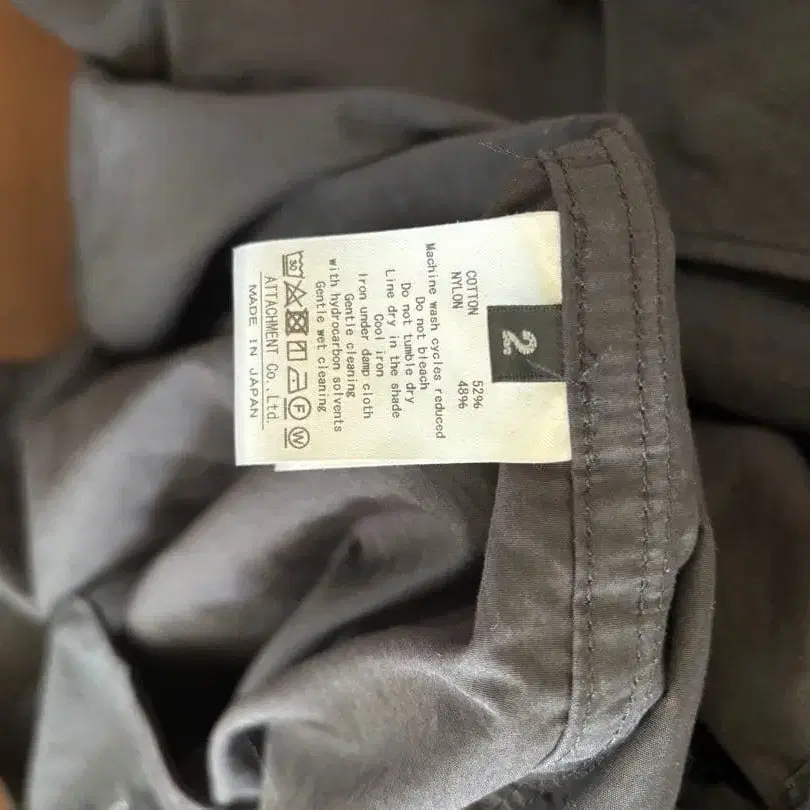 2.
COTTON 52%
NYLON 48%
Machine wash cycles reduced
Do not bleach
Do not tumble dry
Line dry in the shade
Cool iron
Iron under damp cloth
Gentle cleaning
with hydrocarbon solvents
Gentle wet cleaning
30 F W
ATTACHMENT Co.,Ltd.
MADE IN JAPAN